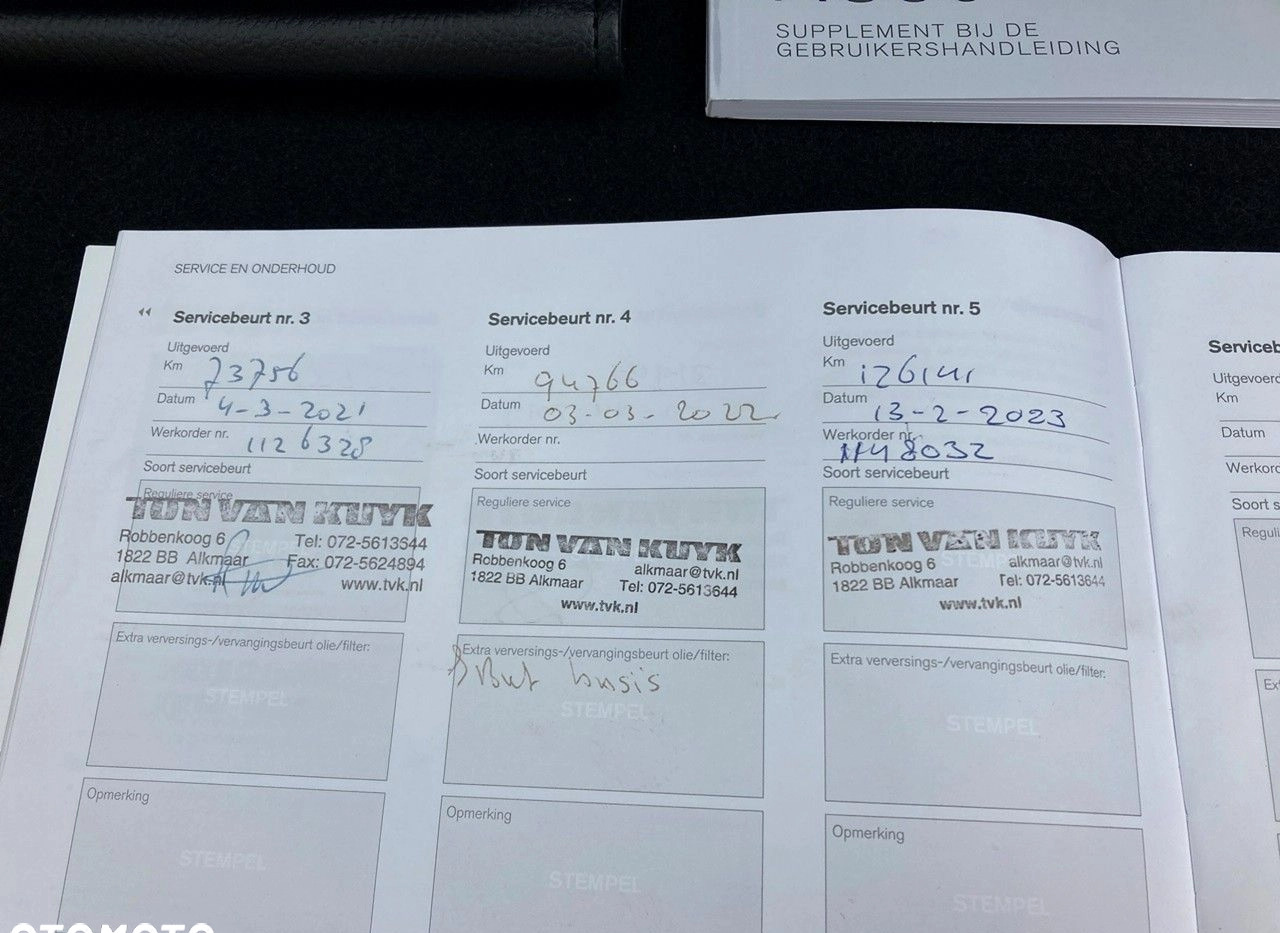 SUPPLEMENT BIJ DE
GEBRUIKERSHANDLEIDING
SERVICE EN ONDERHOUD
Servicebeurt nr. 3
Uitgevoerd
Km 73756
Datum 4-3-2021
Werkorder nr. 1126328
Soort servicebeurt
Reguliere service
TON VAN KUYK
Robbenkoog 6 Tel: 072-5613644
1822 BB Alkmaar Fax: 072-5624894
alkmaar@tvk.nl www.tvk.nl
Extra verversings-/vervangingsbeurt olie/filter:
STEMPEL
Opmerking
STEMPEL
Servicebeurt nr. 4
Uitgevoerd
Km 94766
Datum 03-03-2022
Werkorder nr.
Soort servicebeurt
Reguliere service
TON VAN KUYK
Robbenkoog 6 alkmaar@tvk.nl
1822 BB Alkmaar Tel: 072-5613644
www.tvk.nl
Extra verversings-/vervangingsbeurt olie/filter:
STEMPEL
Opmerking
STEMPEL
Servicebeurt nr. 5
Uitgevoerd
Km 126141
Datum 13-2-2023
Werkorder nr. 1148032
Soort servicebeurt
Reguliere service
TON VAN KUYK
Robbenkoog 6 alkmaar@tvk.nl
1822 BB Alkmaar Tel: 072-5613644
www.tvk.nl
Extra verversings-/vervangingsbeurt olie/filter:
STEMPEL
Opmerking
STEMPEL
Uitgevoerd
Km
Datum
OTOMOTO